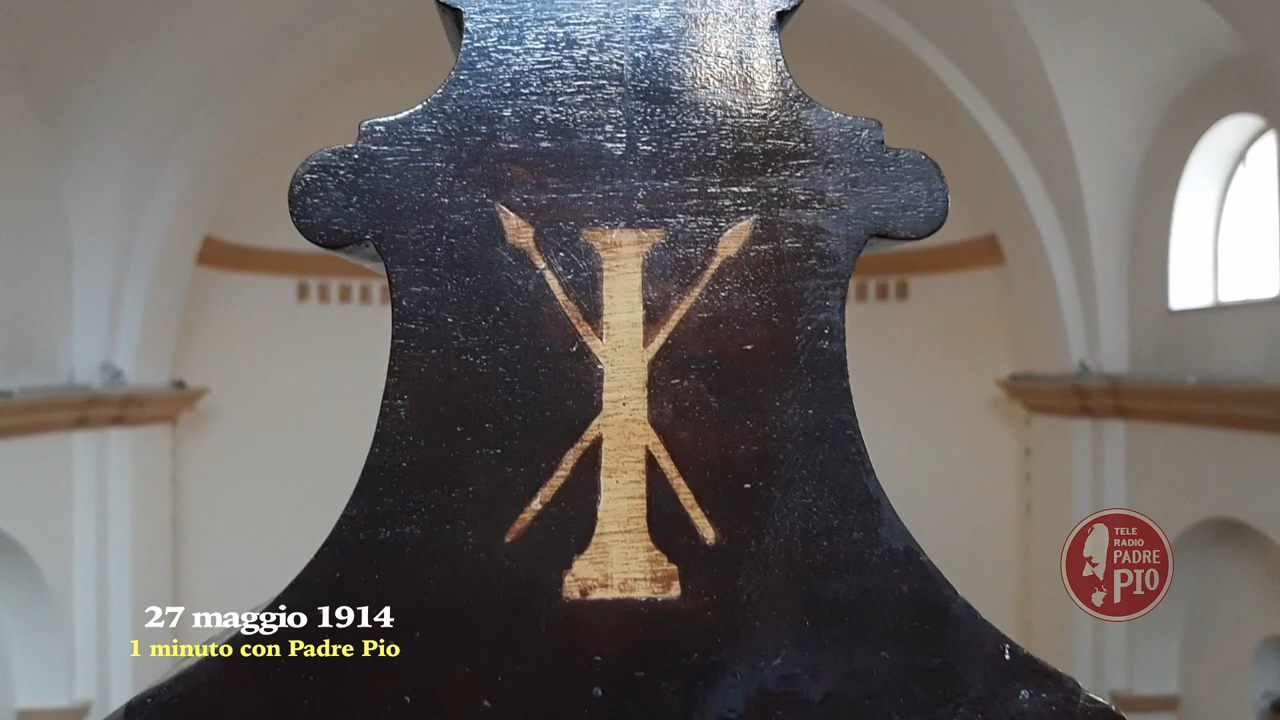 27 maggio 1914
1 minuto con Padre Pio
TELE
RADIO
PADRE
PIO